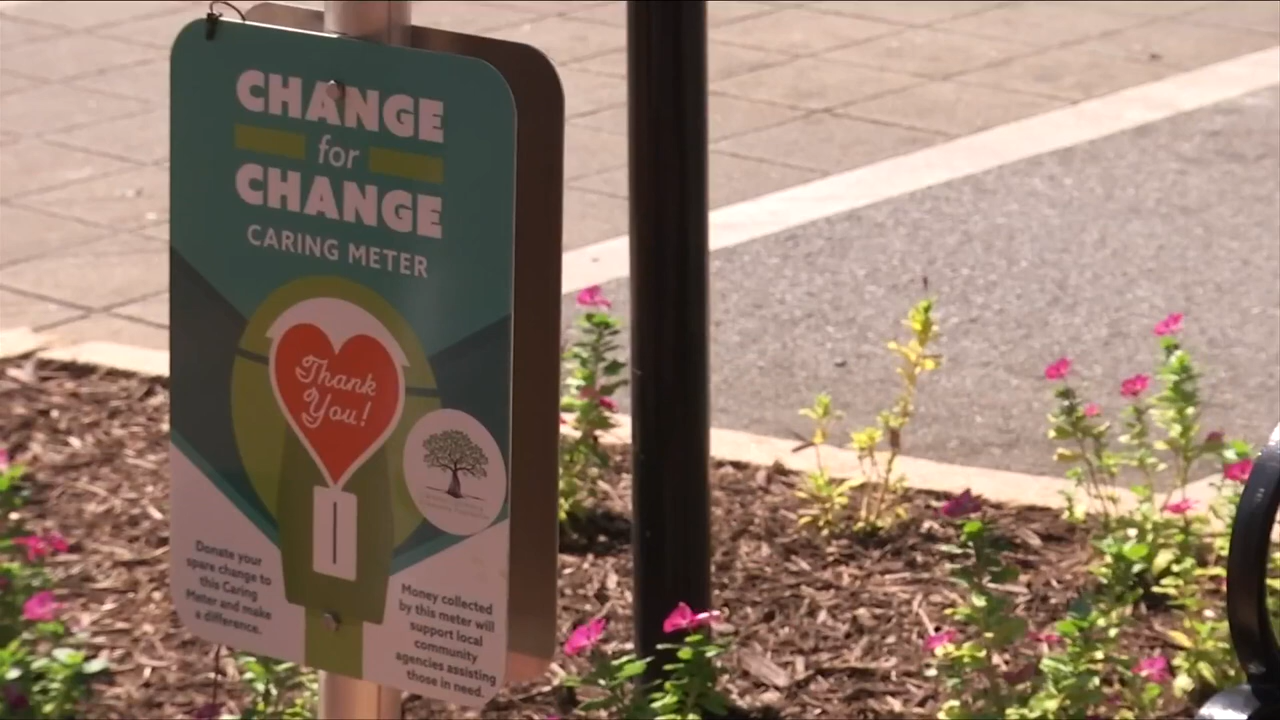 CHANGE
for
CHANGE
CARING METER
Thank
You!
Donate your
spare change to
this Caring
Meter and make
a difference.
Money collected
by this meter will
support local
community
agencies assisting
those in need.